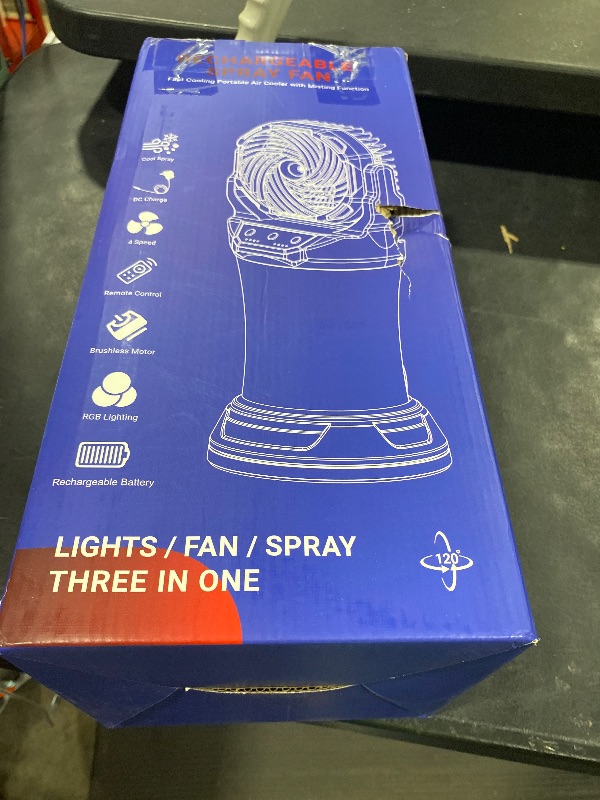 RECHARGEABLE
SPRAY FAN
Fast Cooling Portable Air Cooler with Misting Function
Cool Spray
DC Charge
4 Speed
Remote Control
Brushless Motor
RGB Lighting
Rechargeable Battery
LIGHTS / FAN / SPRAY
THREE IN ONE
120°